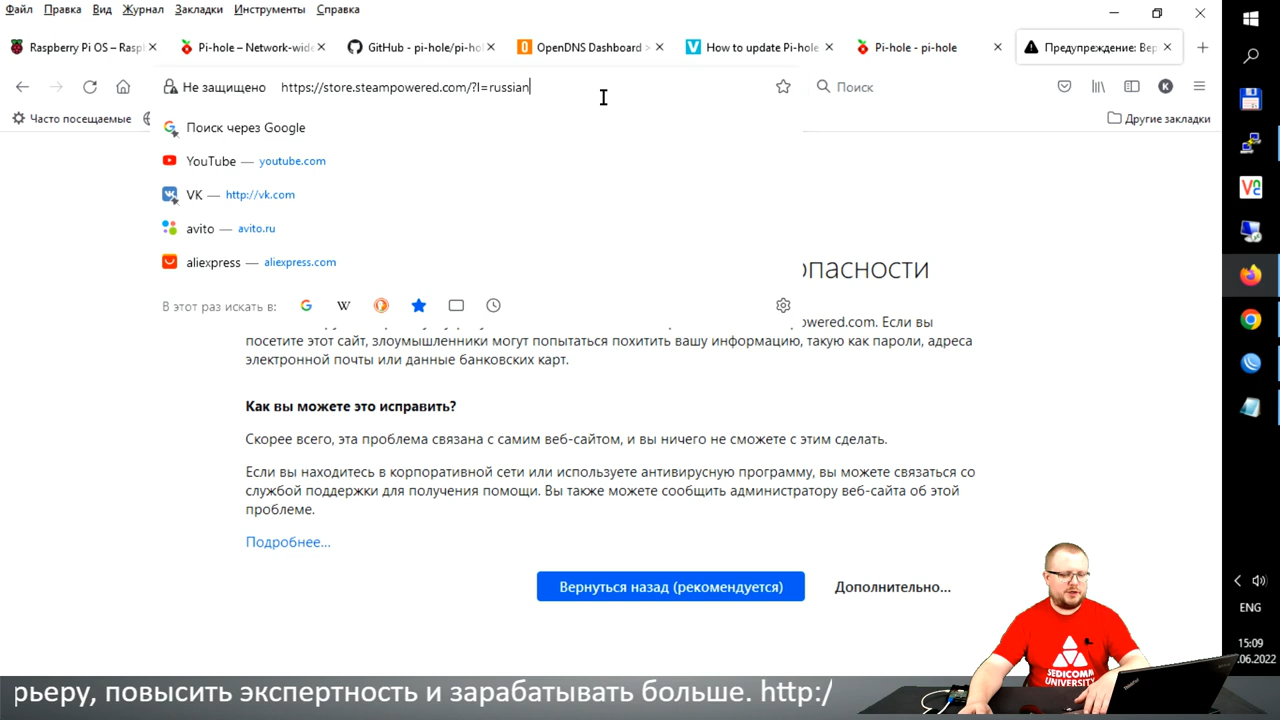 Файл Правка Вид Журнал Закладки Инструменты Справка
Raspberry Pi OS – Rasp Pi-hole – Network-wide GitHub - pi-hole/pi-hol OpenDNS Dashboard > How to update Pi-hole Pi-hole - pi-hole Предупреждение: Вер
Не защищено https://store.steampowered.com/?l=russian Поиск
Часто посещаемые Другие закладки
Поиск через Google
YouTube — youtube.com
VK — http://vk.com
avito — avito.ru
aliexpress — aliexpress.com
опасности
В этот раз искать в:
powered.com. Если вы
посетите этот сайт, злоумышленники могут попытаться похитить вашу информацию, такую как пароли, адреса
электронной почты или данные банковских карт.
Как вы можете это исправить?
Скорее всего, эта проблема связана с самим веб-сайтом, и вы ничего не сможете с этим сделать.
Если вы находитесь в корпоративной сети или используете антивирусную программу, вы можете связаться со
службой поддержки для получения помощи. Вы также можете сообщить администратору веб-сайта об этой
проблеме.
Подробнее...
Вернуться назад (рекомендуется) Дополнительно...
ENG
15:09
.06.2022
SEDICOMM
UNIVERSITY
рьеру, повысить экспертность и зарабатывать больше. http:/